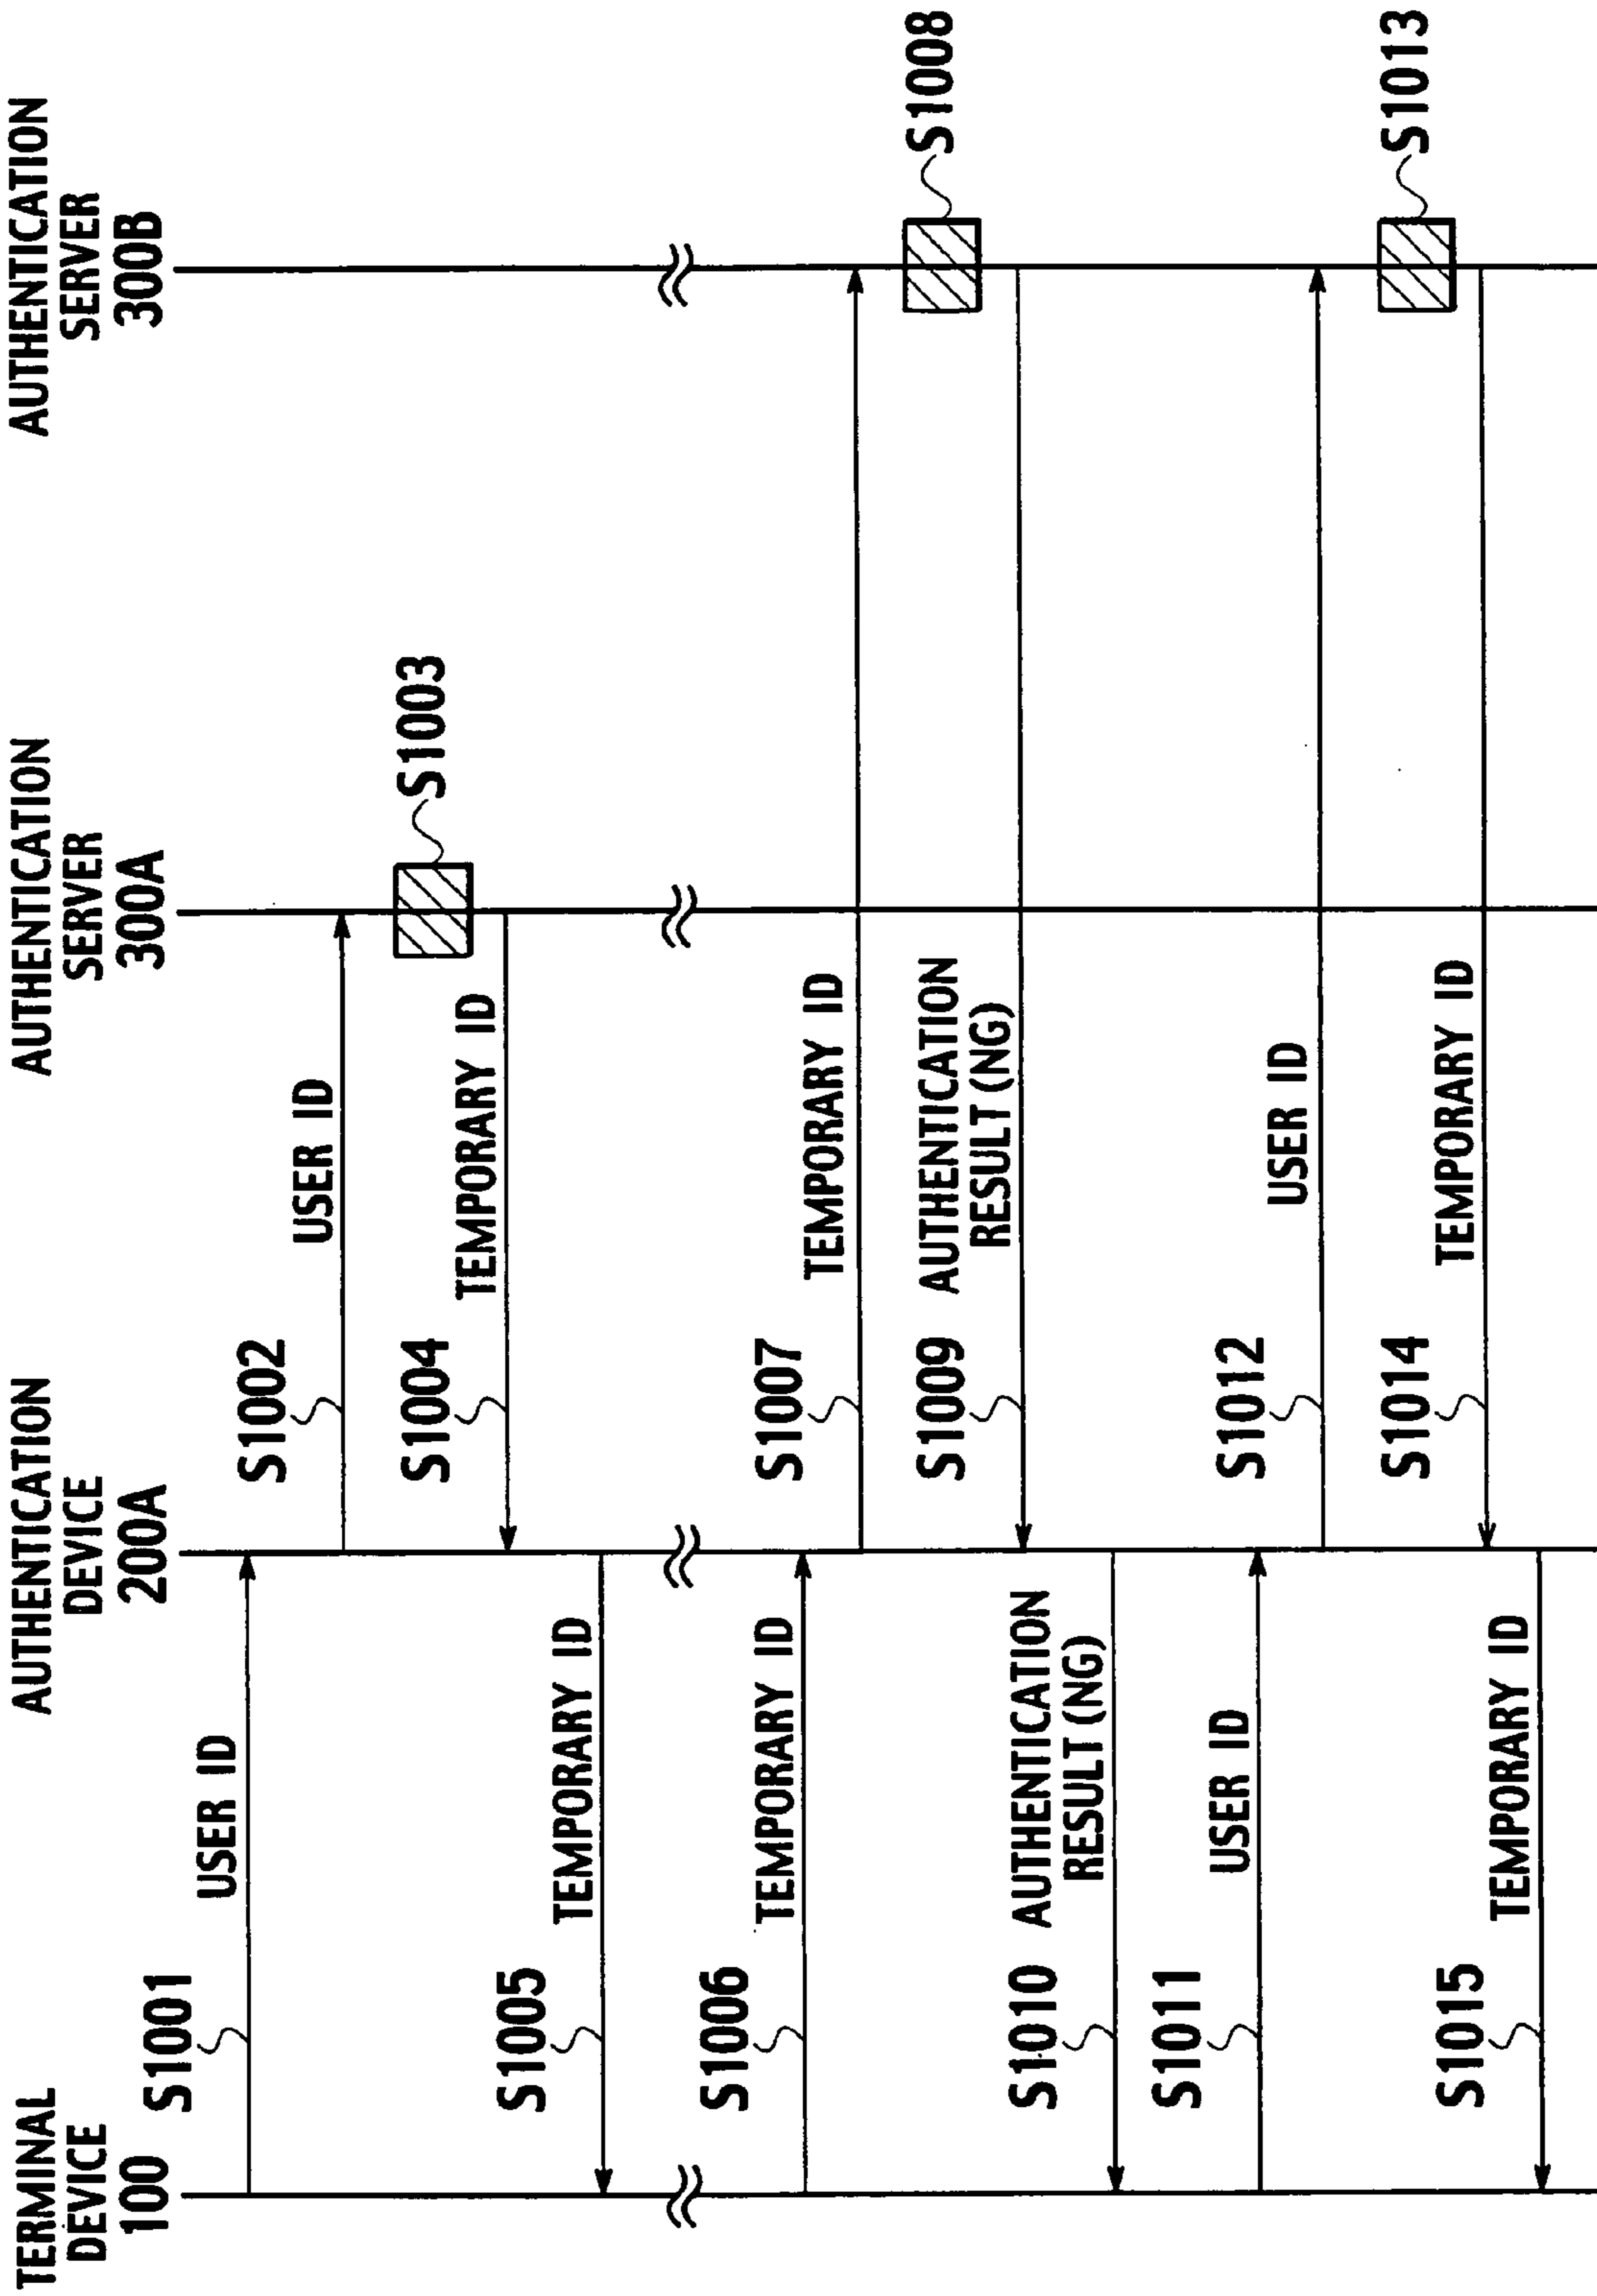 TERMINAL
DEVICE
100
AUTHENTICATION
DEVICE
200A
AUTHENTICATION
SERVER
300A
AUTHENTICATION
SERVER
300B
S1001
USER ID
S1002
USER ID
S1003
S1004
TEMPORARY ID
S1005
TEMPORARY ID
S1006
TEMPORARY ID
S1007
TEMPORARY ID
S1008
S1009
AUTHENTICATION
RESULT (NG)
S1010
AUTHENTICATION
RESULT (NG)
S1011
USER ID
S1012
USER ID
S1013
S1014
TEMPORARY ID
S1015
TEMPORARY ID